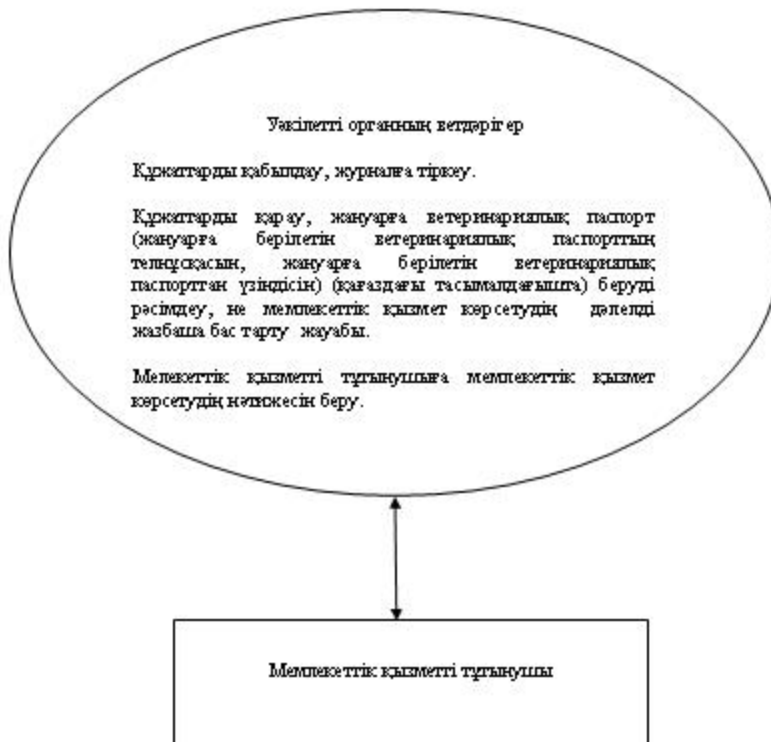 Уәкілетті органның ветдәрігер
Құжаттарды қабылдау, журналға тіркеу.
Құжаттарды қарау, жануарға ветеринариялық паспорт
(жануарға берілетін ветеринариялық паспорттың
телнұсқасын, жануарға берілетін ветеринариялық
паспорттан үзіндісін) (қағаздағы тасымалдағышта) беруді
рәсімдеу, не мемлекеттік қызмет көрсетудің дәлелді
жазбаша бас тарту жауабы.
Мелекеттік қызметті тұтынушыға мемлекеттік қызмет
көрсетудің нәтижесін беру.
Мемлекеттік қызметті тұтынушы